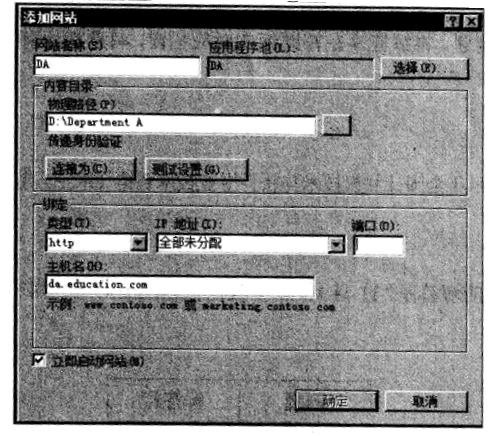 添加网站
网站名称(S):
应用程序池(L):
DA
DA
选择(E)...
内容目录
物理路径(P):
D:\Department A
...
传递身份验证
连接为(C)...
测试设置(G)...
绑定
类型(T):
IP 地址(I):
端口(O):
http
全部未分配
主机名(H):
da.education.com
示例: www.contoso.com 或 marketing.contoso.com
立即启动网站(M)
确定
取消